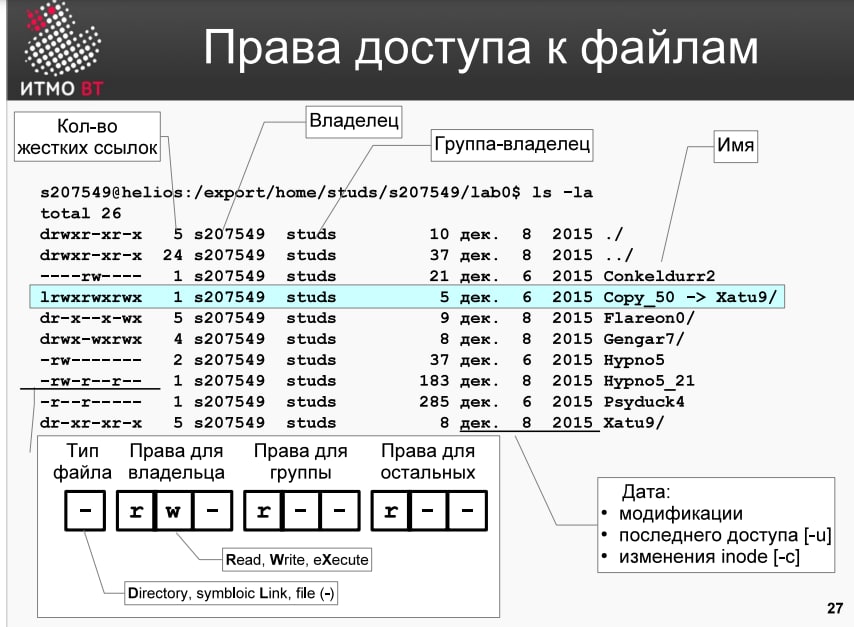 ИТМО ВТ
Права доступа к файлам
Кол-во
жестких ссылок
Владелец
Группа-владелец
Имя
s207549@helios:/export/home/studs/s207549/lab0$ ls -la
total 26
drwxr-xr-x 5 s207549 studs 10 дек. 8 2015 ./
drwxr-xr-x 24 s207549 studs 37 дек. 8 2015 ../
----rw---- 1 s207549 studs 21 дек. 6 2015 Conkeldurr2
lrwxrwxrwx 1 s207549 studs 5 дек. 6 2015 Copy_50 -> Xatu9/
dr-x--x-wx 5 s207549 studs 9 дек. 8 2015 Flareon0/
drwx-wxrwx 4 s207549 studs 8 дек. 8 2015 Gengar7/
-rw------- 2 s207549 studs 37 дек. 6 2015 Hypno5
-rw-r--r-- 1 s207549 studs 183 дек. 8 2015 Hypno5_21
-r--r----- 1 s207549 studs 285 дек. 6 2015 Psyduck4
dr-xr-xr-x 5 s207549 studs 8 дек. 8 2015 Xatu9/
Тип
файла
Права для
владельца
Права для
группы
Права для
остальных
- r w - r - - r - -
Read, Write, eXecute
Directory, symbloic Link, file (-)
Дата:
• модификации
• последнего доступа [-u]
• изменения inode [-c]
27